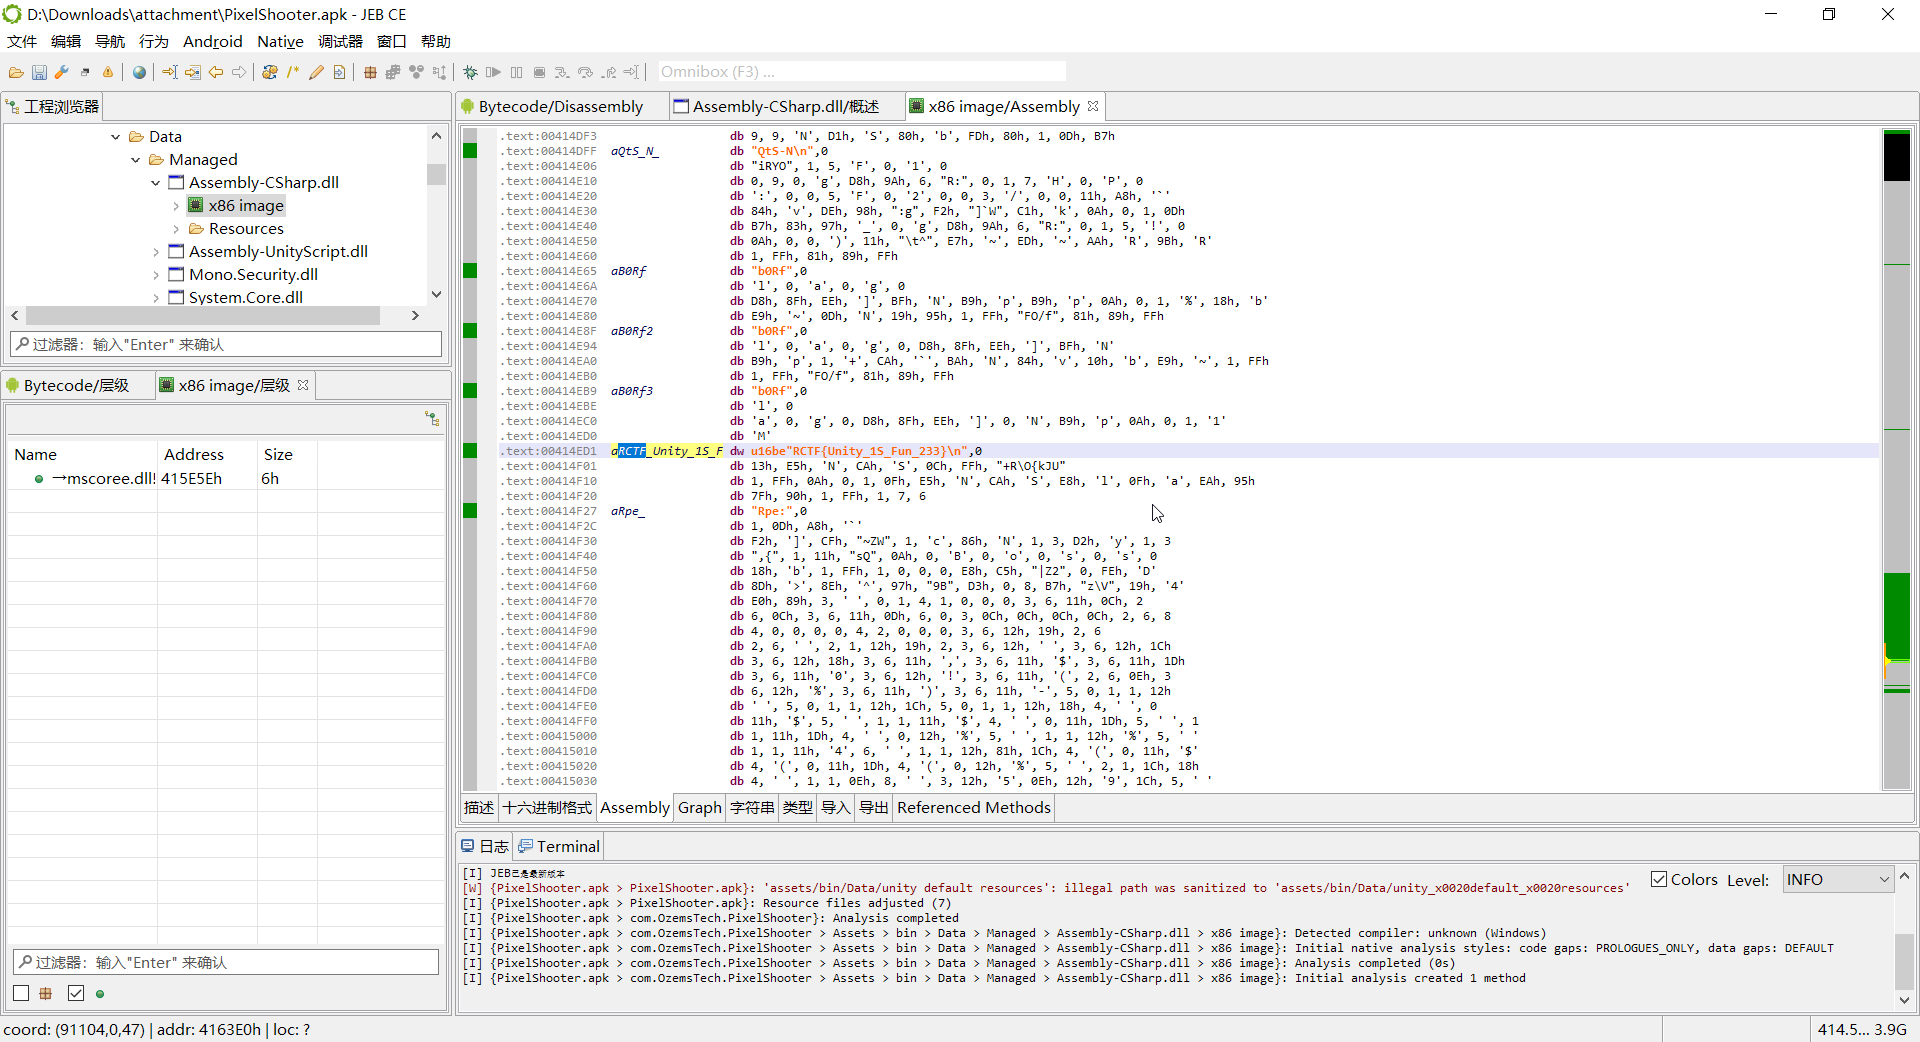 D:\Downloads\attachment\PixelShooter.apk - JEB CE
文件 编辑 导航 行为 Android Native 调试器 窗口 帮助
Omnibox (F3) ...
工程浏览器
Data
Managed
Assembly-CSharp.dll
x86 image
Resources
Assembly-UnityScript.dll
Mono.Security.dll
System.Core.dll
过滤器：输入"Enter" 来确认
Bytecode/层级 x86 image/层级
Name Address Size
→mscoree.dll! 415E5Eh 6h
过滤器：输入"Enter" 来确认
Bytecode/Disassembly Assembly-CSharp.dll/概述 x86 image/Assembly
.text:00414DF3 db 9, 9, 'N', D1h, 'S', 80h, 'b', FDh, 80h, 1, 0Dh, B7h
.text:00414DFF aQtS_N_ db "QtS-N\n",0
.text:00414E06 db "iRYO", 1, 5, 'F', 0, '1', 0
.text:00414E10 db 0, 9, 0, 'g', D8h, 9Ah, 6, "R:", 0, 1, 7, 'H', 0, 'P', 0
.text:00414E20 db ':', 0, 0, 5, 'F', 0, '2', 0, 0, 3, '/', 0, 0, 11h, A8h, '`'
.text:00414E30 db 84h, 'v', DEh, 98h, ":g", F2h, "]`W", C1h, 'k', 0Ah, 0, 1, 0Dh
.text:00414E40 db B7h, 83h, 97h, '_', 0, 'g', D8h, 9Ah, 6, "R:", 0, 1, 5, '!', 0
.text:00414E50 db 0Ah, 0, 0, ')', 11h, "\t^", E7h, '~', EDh, '~', AAh, 'R', 9Bh, 'R'
.text:00414E60 db 1, FFh, 81h, 89h, FFh
.text:00414E65 aB0Rf db "b0Rf",0
.text:00414E6A db 'l', 0, 'a', 0, 'g', 0
.text:00414E70 db D8h, 8Fh, EEh, ']', BFh, 'N', B9h, 'p', B9h, 'p', 0Ah, 0, 1, '%', 18h, 'b'
.text:00414E80 db E9h, '~', 0Dh, 'N', 19h, 95h, 1, FFh, "FO/f", 81h, 89h, FFh
.text:00414E8F aB0Rf2 db "b0Rf",0
.text:00414E94 db 'l', 0, 'a', 0, 'g', 0, D8h, 8Fh, EEh, ']', BFh, 'N'
.text:00414EA0 db B9h, 'p', 1, '+', CAh, '`', BAh, 'N', 84h, 'v', 10h, 'b', E9h, '~', 1, FFh
.text:00414EB0 db 1, FFh, "FO/f", 81h, 89h, FFh
.text:00414EB9 aB0Rf3 db "b0Rf",0
.text:00414EBE db 'l', 0
.text:00414EC0 db 'a', 0, 'g', 0, D8h, 8Fh, EEh, ']', 0, 'N', B9h, 'p', 0Ah, 0, 1, '1'
.text:00414ED0 db 'M'
.text:00414ED1 aRCTF_Unity_1S_F dw u16be"RCTF{Unity_1S_Fun_233}\n",0
.text:00414F01 db 13h, E5h, 'N', CAh, 'S', 0Ch, FFh, "+R\O{kJU"
.text:00414F10 db 1, FFh, 0Ah, 0, 1, 0Fh, E5h, 'N', CAh, 'S', E8h, 'l', 0Fh, 'a', EAh, 95h
.text:00414F20 db 7Fh, 90h, 1, FFh, 1, 7, 6
.text:00414F27 aRpe_ db "Rpe:",0
.text:00414F2C db 1, 0Dh, A8h, '`'
.text:00414F30 db F2h, ']', CFh, "~ZW", 1, 'c', 86h, 'N', 1, 3, D2h, 'y', 1, 3
.text:00414F40 db ",{", 1, 11h, "sQ", 0Ah, 0, 'B', 0, 'o', 0, 's', 0, 's', 0
.text:00414F50 db 18h, 'b', 1, FFh, 1, 0, 0, 0, E8h, C5h, "|Z2", 0, FEh, 'D'
.text:00414F60 db 8Dh, '>', 8Eh, '^', 97h, "9B", D3h, 0, 8, B7h, "z\V", 19h, '4'
.text:00414F70 db E0h, 89h, 3, ' ', 0, 1, 4, 1, 0, 0, 0, 3, 6, 11h, 0Ch, 2
.text:00414F80 db 6, 0Ch, 3, 6, 11h, 0Dh, 6, 0, 3, 0Ch, 0Ch, 0Ch, 0Ch, 2, 6, 8
.text:00414F90 db 4, 0, 0, 0, 0, 4, 2, 0, 0, 0, 3, 6, 12h, 19h, 2, 6
.text:00414FA0 db 2, 6, ' ', 2, 1, 12h, 19h, 2, 3, 6, 12h, ' ', 3, 6, 12h, 1Ch
.text:00414FB0 db 3, 6, 12h, 18h, 3, 6, 11h, ',', 3, 6, 11h, '$', 3, 6, 11h, 1Dh
.text:00414FC0 db 3, 6, 11h, '0', 3, 6, 12h, '!', 3, 6, 11h, '(', 2, 6, 0Eh, 3
.text:00414FD0 db 6, 12h, '%', 3, 6, 11h, ')', 3, 6, 11h, '-', 5, 0, 1, 1, 12h
.text:00414FE0 db ' ', 5, 0, 1, 1, 12h, 1Ch, 5, 0, 1, 1, 12h, 18h, 4, ' ', 0
.text:00414FF0 db 11h, '$', 5, ' ', 1, 1, 11h, '$', 4, ' ', 0, 11h, 1Dh, 5, ' ', 1
.text:00415000 db 1, 11h, 1Dh, 4, ' ', 0, 12h, '%', 5, ' ', 1, 1, 12h, '%', 5, ' '
.text:00415010 db 1, 1, 11h, '4', 6, ' ', 1, 1, 12h, 81h, 1Ch, 4, '(', 0, 11h, '$'
.text:00415020 db 4, '(', 0, 11h, 1Dh, 4, '(', 0, 12h, '%', 5, ' ', 2, 1, 1Ch, 18h
.text:00415030 db 4, ' ', 1, 1, 0Eh, 8, ' ', 3, 12h, '5', 0Eh, 12h, '9', 1Ch, 5, ' '
描述 十六进制格式 Assembly Graph 字符串 类型 导入 导出 Referenced Methods
日志 Terminal
[I] JEB已是最新版本
[W] {PixelShooter.apk > PixelShooter.apk}: 'assets/bin/Data/unity default resources': illegal path was sanitized to 'assets/bin/Data/unity_x0020default_x0020resources'
[I] {PixelShooter.apk > PixelShooter.apk}: Resource files adjusted (7)
[I] {PixelShooter.apk > com.OzemsTech.PixelShooter}: Analysis completed
[I] {PixelShooter.apk > com.OzemsTech.PixelShooter > Assets > bin > Data > Managed > Assembly-CSharp.dll > x86 image}: Detected compiler: unknown (Windows)
[I] {PixelShooter.apk > com.OzemsTech.PixelShooter > Assets > bin > Data > Managed > Assembly-CSharp.dll > x86 image}: Initial native analysis styles: code gaps: PROLOGUES_ONLY, data gaps: DEFAULT
[I] {PixelShooter.apk > com.OzemsTech.PixelShooter > Assets > bin > Data > Managed > Assembly-CSharp.dll > x86 image}: Analysis completed (0s)
[I] {PixelShooter.apk > com.OzemsTech.PixelShooter > Assets > bin > Data > Managed > Assembly-CSharp.dll > x86 image}: Initial analysis created 1 method
Colors Level: INFO
coord: (91104,0,47) | addr: 4163E0h | loc: ?
414.5... 3.9G